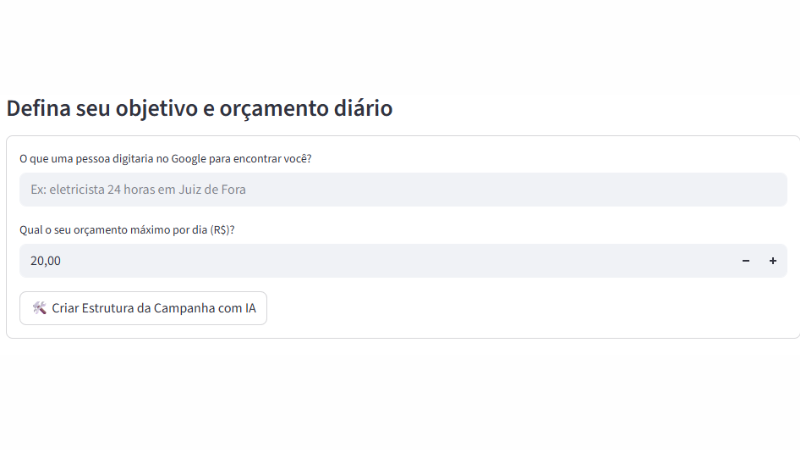 Defina seu objetivo e orçamento diário
O que uma pessoa digitaria no Google para encontrar você?
Ex: eletricista 24 horas em Juiz de Fora
Qual o seu orçamento máximo por dia (R$)?
20,00
Criar Estrutura da Campanha com IA